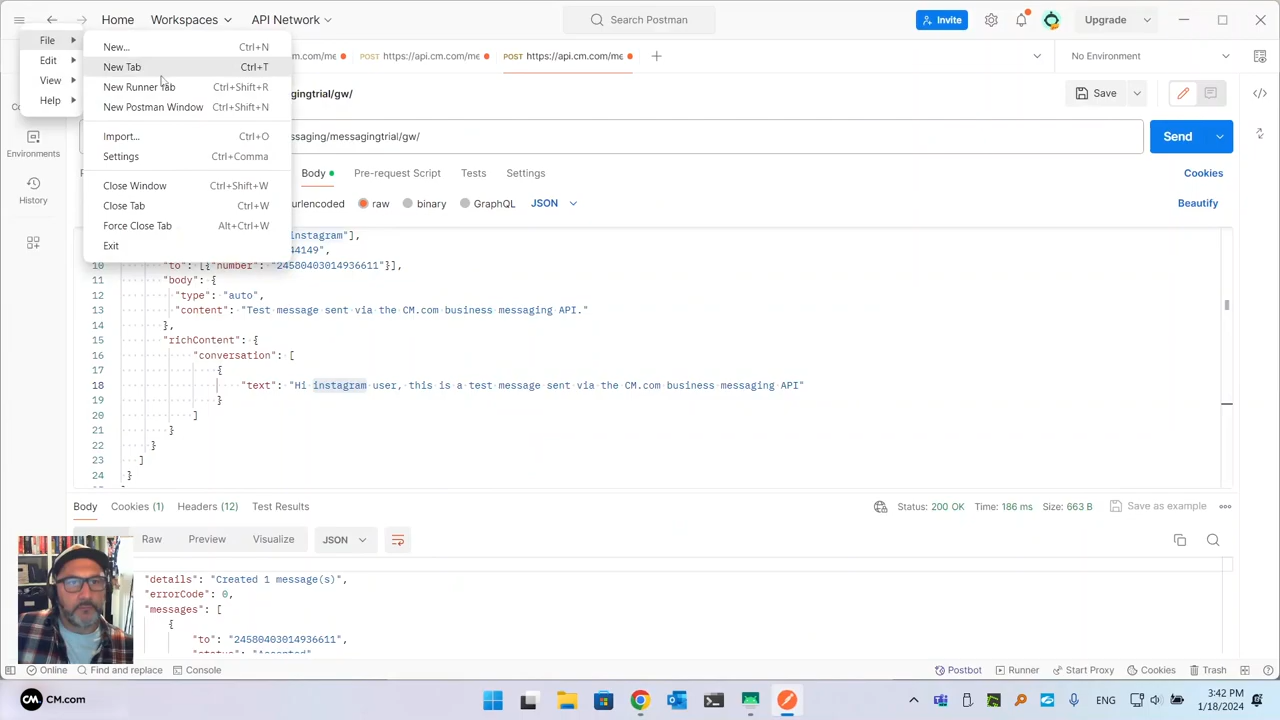 Home
Workspaces
API Network
Search Postman
Invite
Upgrade
File
Edit
View
Help
New... Ctrl+N
New Tab Ctrl+T
New Runner Tab Ctrl+Shift+R
New Postman Window Ctrl+Shift+N
Import... Ctrl+O
Settings Ctrl+Comma
Close Window Ctrl+Shift+W
Close Tab Ctrl+W
Force Close Tab Alt+Ctrl+W
Exit
.cm.com/me
POST https://api.cm.com/me
POST https://api.cm.com/me
No Environment
agingtrial/gw/
Save
ssaging/messagingtrial/gw/
Send
Environments
History
Body
Pre-request Script
Tests
Settings
Cookies
urlencoded
raw
binary
GraphQL
JSON
Beautify
instagram"],
44149",
10 "to": [{"number": "24580403014936611"}],
11 "body": {
12 "type": "auto",
13 "content": "Test message sent via the CM.com business messaging API."
14 },
15 "richContent": {
16 "conversation": [
17 {
18 "text": "Hi instagram user, this is a test message sent via the CM.com business messaging API"
19 }
20 ]
21 }
22 }
23 ]
24 }
Body
Cookies (1)
Headers (12)
Test Results
Status: 200 OK
Time: 186 ms
Size: 663 B
Save as example
Raw
Preview
Visualize
JSON
"details": "Created 1 message(s)",
"errorCode": 0,
"messages": [
{
"to": "24580403014936611",
"status": "Accepted"
Online
Find and replace
Console
Postbot
Runner
Start Proxy
Cookies
Trash
CM.com
ENG
3:42 PM
1/18/2024